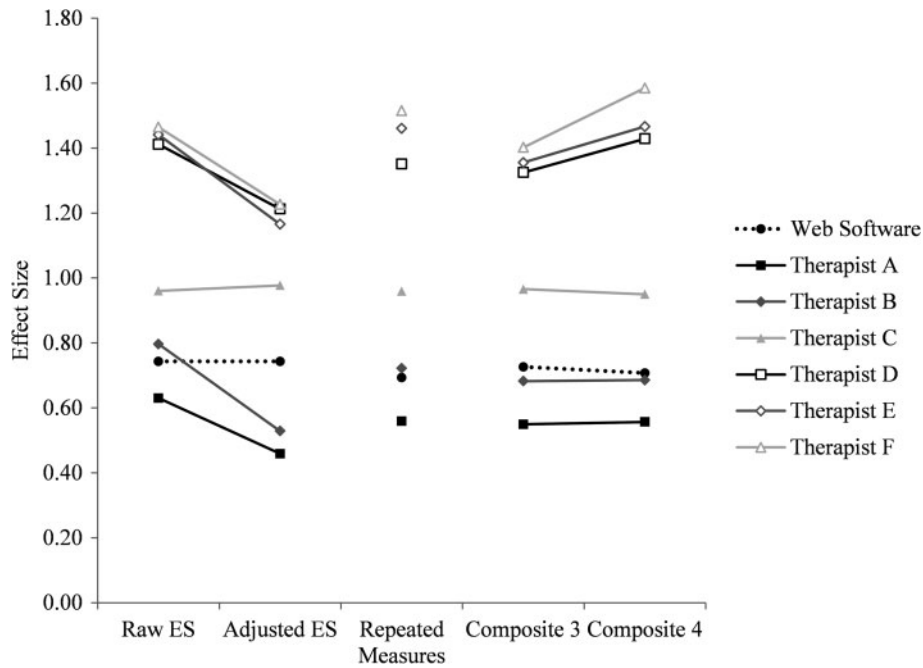 1.80
1.60
1.40
1.20
1.00
0.80
0.60
0.40
0.20
0.00
Effect Size
Raw ES
Adjusted ES
Repeated
Measures
Composite 3
Composite 4
Web Software
Therapist A
Therapist B
Therapist C
Therapist D
Therapist E
Therapist F